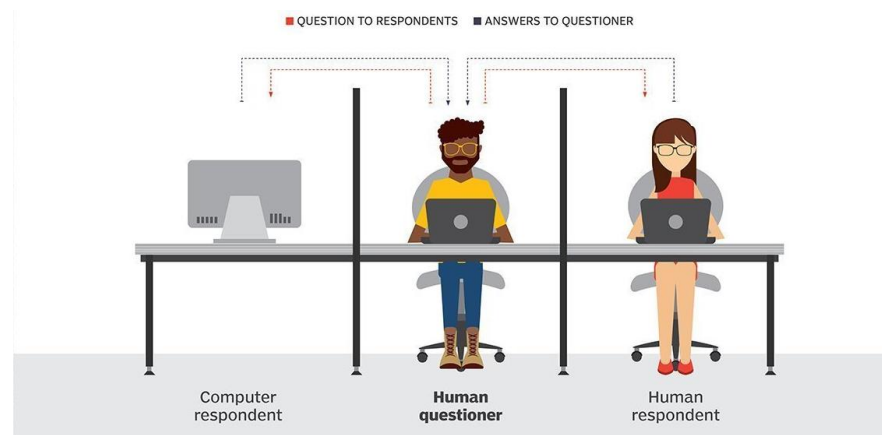 QUESTION TO RESPONDENTS ANSWERS TO QUESTIONER
Computer
respondent
Human
questioner
Human
respondent